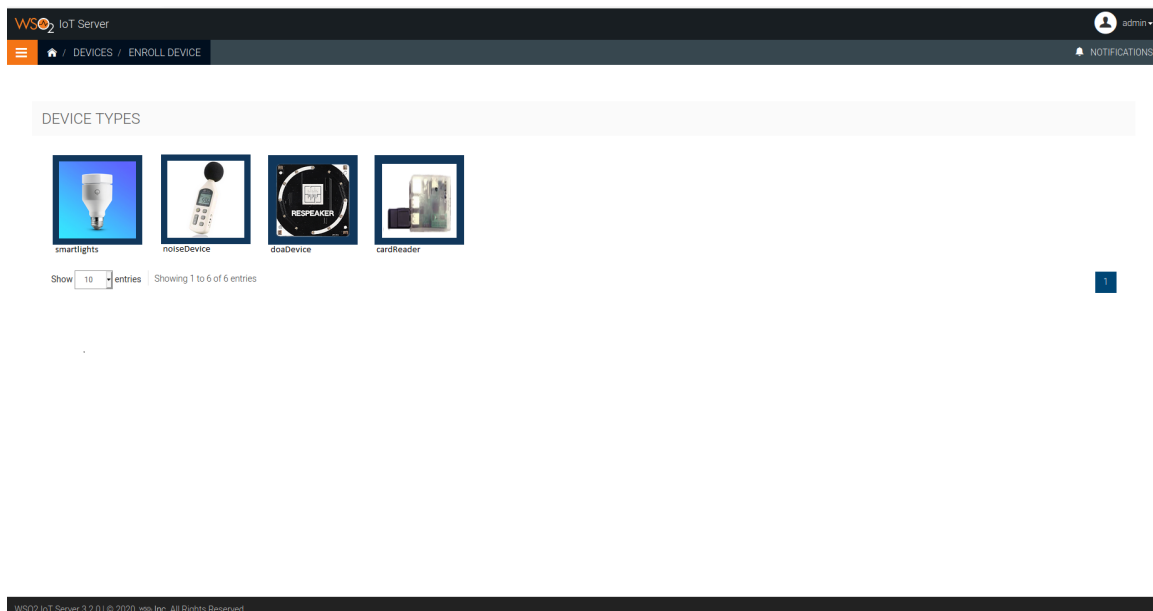 WSO2 IoT Server
admin
/ DEVICES / ENROLL DEVICE
NOTIFICATIONS
DEVICE TYPES
RESPEAKER
smartlights
noiseDevice
doaDevice
cardReader
Show 10 entries Showing 1 to 6 of 6 entries
1
WSO2 IoT Server 3.2.0 | © 2020, Inc. All Rights Reserved.